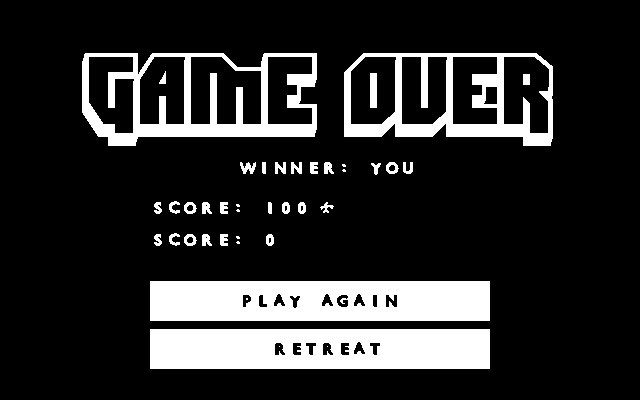 GAME OVER
WINNER: YOU
SCORE: 100
SCORE: 0
PLAY AGAIN
RETREAT